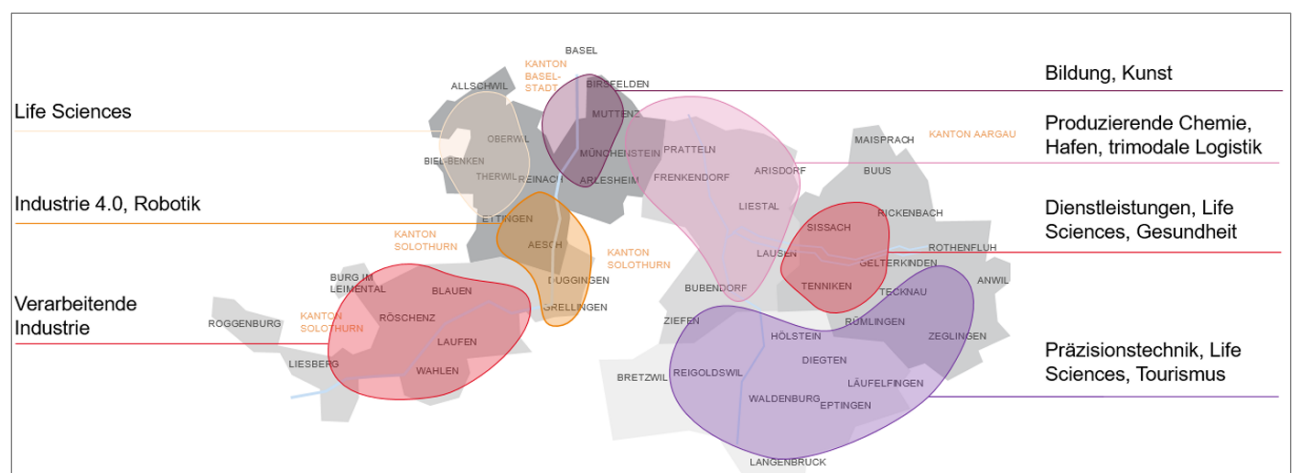 Life Sciences
Industrie 4.0, Robotik
Verarbeitende
Industrie
BASEL
KANTON
BASEL-
STADT
BIRSFELDEN
ALLSCHWIL
MUTTENZ
OBERWIL
BIEL-BENKEN
THERWIL
REINACH
MÜNCHENSTEIN
ARLESHEIM
PRATTELN
FRENKENDORF
ARISDORF
LIESTAL
MAISPRACH
KANTON AARGAU
BUUS
RICKENBACH
SISSACH
ROTHENFLUH
LAUSEN
GELTERKINDEN
ANWIL
TENNIKEN
TECKNAU
ETTINGEN
KANTON
SOLOTHURN
AESCH
KANTON
SOLOTHURN
DUGGINGEN
GRELLINGEN
BURG IM
LEIMENTAL
BLAUEN
ROGGENBURG
KANTON
SOLOTHURN
RÖSCHENZ
LAUFEN
LIESBERG
WAHLEN
BUBENDORF
ZIEFEN
RÜMLINGEN
HÖLSTEIN
ZEGLINGEN
DIEGTEN
BRETZWIL
REIGOLDSWIL
LÄUFELFINGEN
WALDENBURG
EPTINGEN
LANGENBRUCK
Bildung, Kunst
Produzierende Chemie,
Hafen, trimodale Logistik
Dienstleistungen, Life
Sciences, Gesundheit
Präzisionstechnik, Life
Sciences, Tourismus